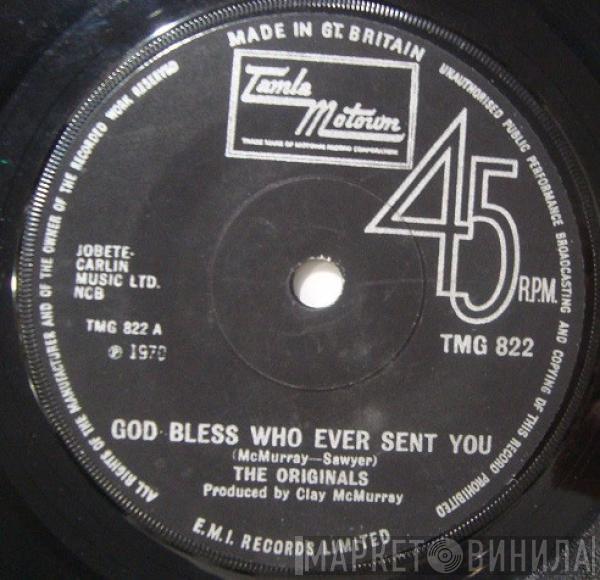 MADE IN GT. BRITAIN
UNAUTHORISED PUBLIC PERFORMANCE BROADCASTING AND COPYING OF THIS RECORD PROHIBITED
ALL RIGHTS OF THE MANUFACTURER AND OF THE OWNER OF THE RECORDED WORK RESERVED
Tamla
Motown
TRADE MARK OF MOTOWN RECORD CORPORATION
45
R.P.M.
JOBETE-
CARLIN
MUSIC LTD.
NCB
TMG 822 A
℗ 1970
TMG 822
GOD BLESS WHO EVER SENT YOU
(McMurray—Sawyer)
THE ORIGINALS
Produced by Clay McMurray
E.M.I. RECORDS LIMITED
МАРКЕТ ВИНИЛА